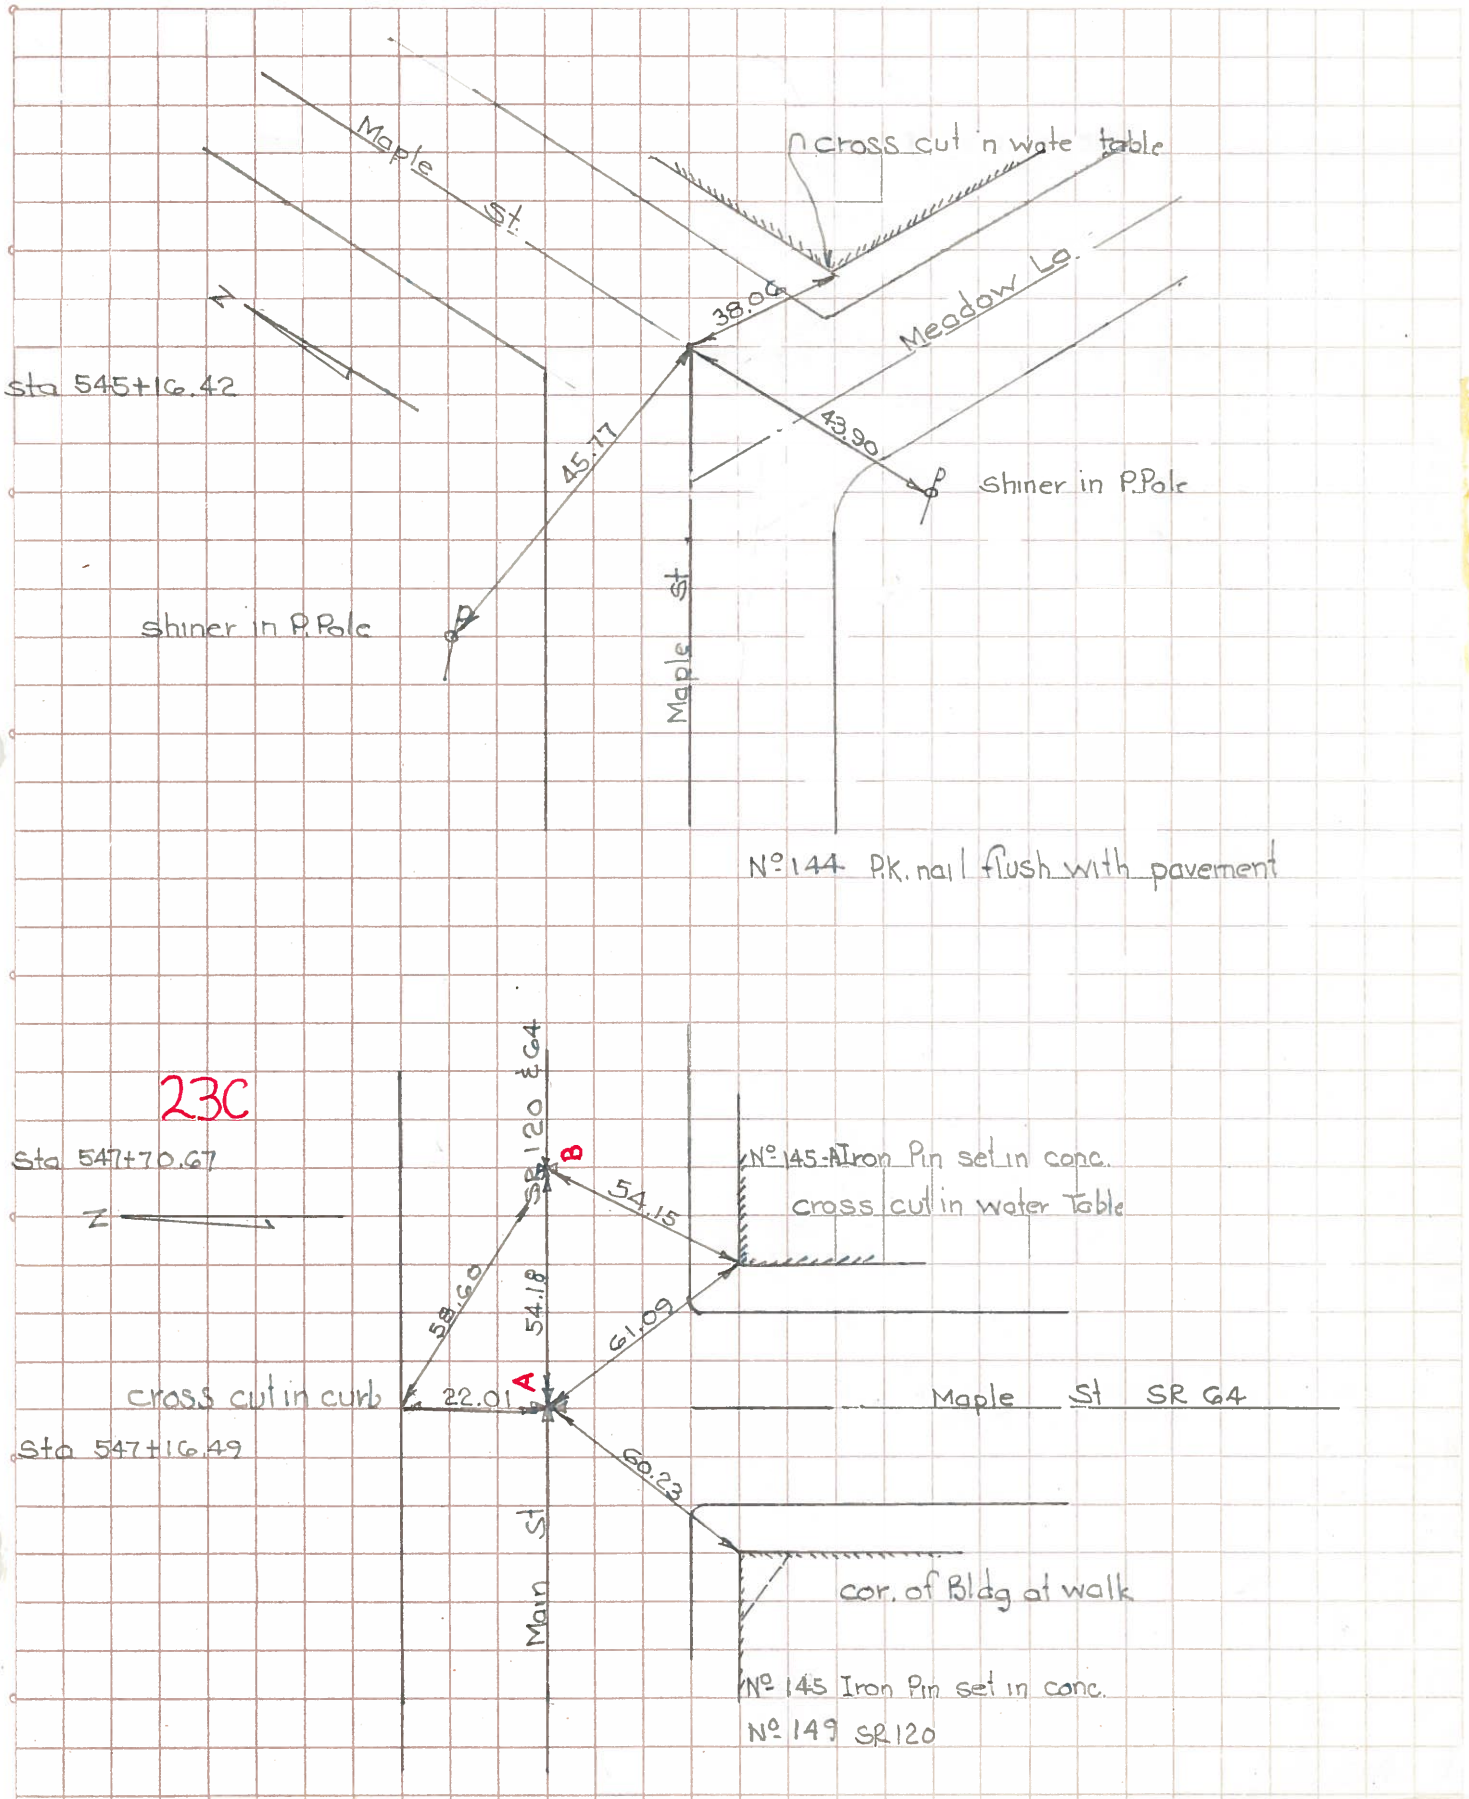 cross cut in wate table
Maple St.
N
38.06
Meadow La.
Sta 545+16.42
45.77
43.90
shiner in P.Pole
shiner in P.Pole
Maple St
Nº 144 P.K. nail flush with pavement
SR 120 & 64
23C
Sta 547+70.67
B
Nº 145-A Iron Pin set in conc.
N
54.15
cross cut in water Table
58.60
54.18
61.09
A
cross cut in curb
22.01
Maple St SR 64
Sta 547+16.49
60.23
Main St
cor. of Bldg at walk
Nº 145 Iron Pin set in conc.
Nº 149 SR 120